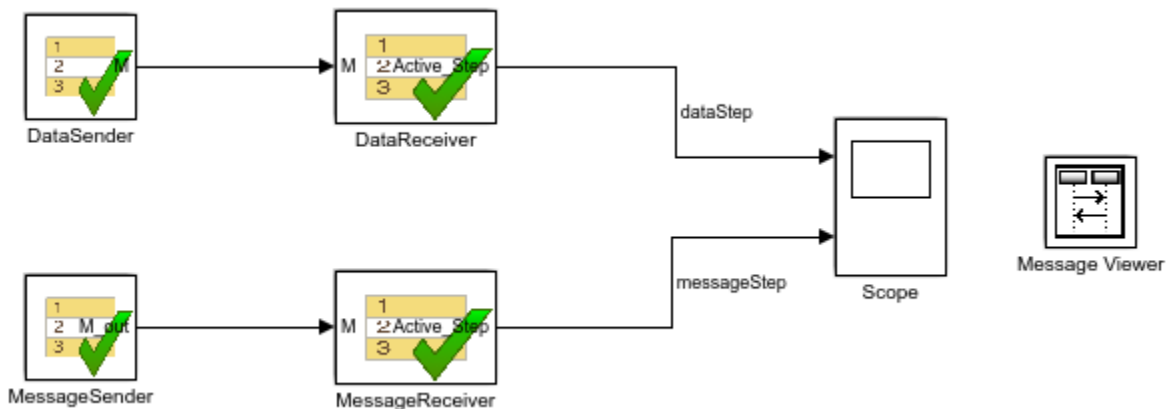 1
2 M
3
DataSender
M
1
2 Active_Step
3
DataReceiver
dataStep
Scope
Message Viewer
1
2 M_out
3
MessageSender
M
1
2 Active_Step
3
MessageReceiver
messageStep